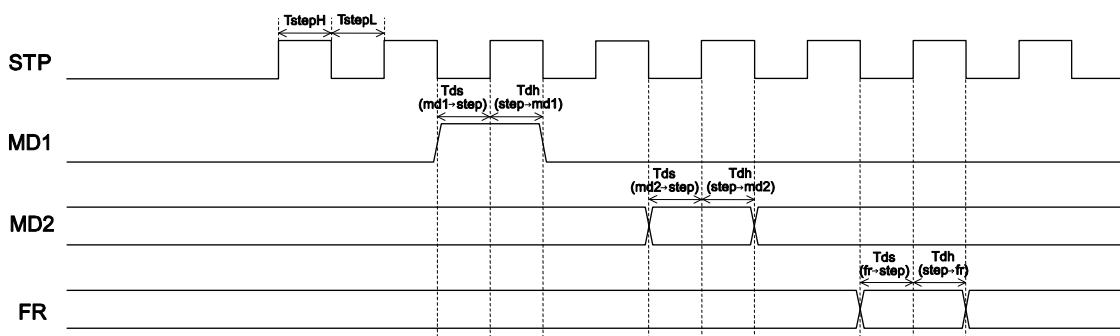 TstepH TstepL
STP
Tds Tdh
(md1→step) (step→md1)
MD1
Tds Tdh
(md2→step) (step→md2)
MD2
Tds Tdh
(fr→step) (step→fr)
FR